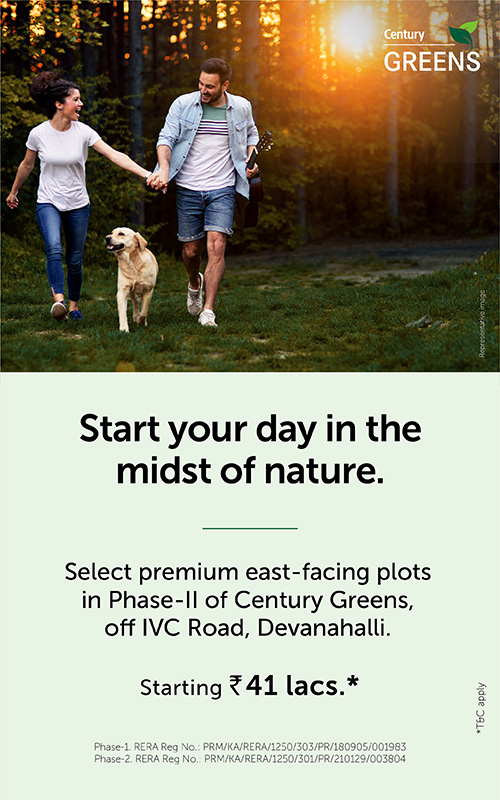 Century
GREENS
Representative image
Start your day in the
midst of nature.
Select premium east-facing plots
in Phase-II of Century Greens,
off IVC Road, Devanahalli.
Starting ₹41 lacs.*
*T&C apply
Phase-1. RERA Reg No.: PRM/KA/RERA/1250/303/PR/180905/001983
Phase-2. RERA Reg No.: PRM/KA/RERA/1250/301/PR/210129/003804